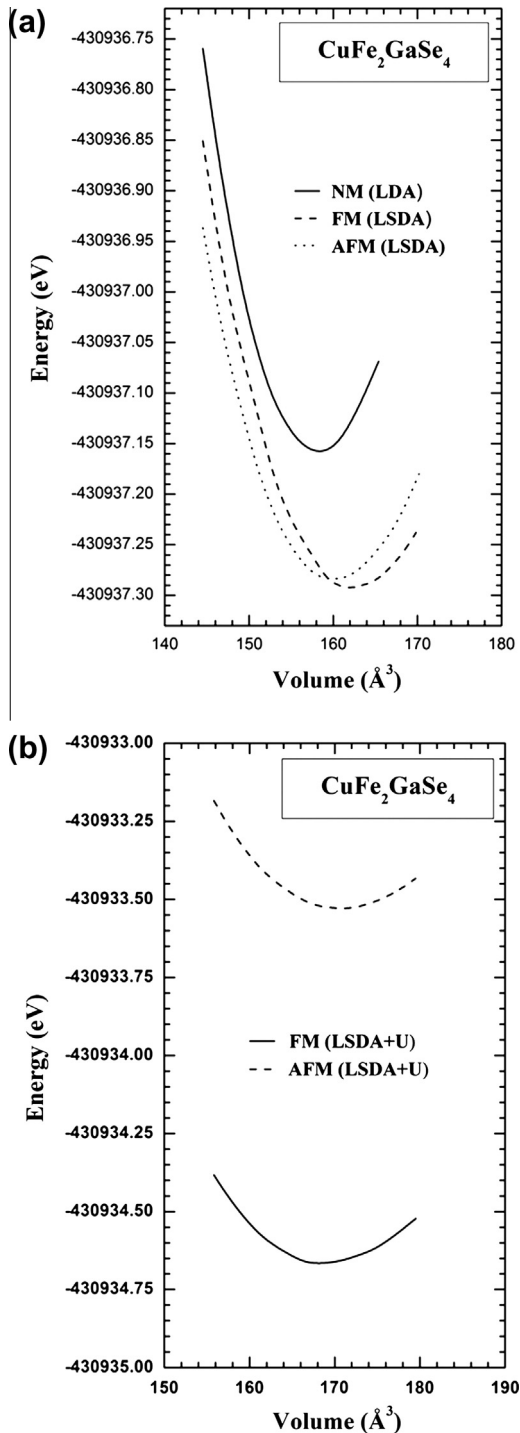 (a)
CuFe₂GaSe₄
NM (LDA)
FM (LSDA)
AFM (LSDA)
Energy (eV)
-430936.75
-430936.80
-430936.85
-430936.90
-430936.95
-430937.00
-430937.05
-430937.10
-430937.15
-430937.20
-430937.25
-430937.30
140 150 160 170 180
Volume (Å³)
(b)
CuFe₂GaSe₄
FM (LSDA+U)
AFM (LSDA+U)
Energy (eV)
-430933.00
-430933.25
-430933.50
-430933.75
-430934.00
-430934.25
-430934.50
-430934.75
-430935.00
150 160 170 180 190
Volume (Å³)